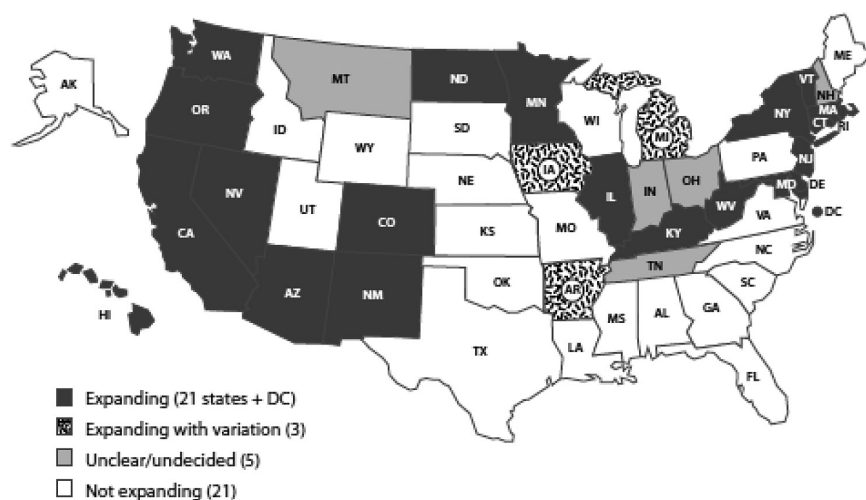 ME
WA
VT
AK
MT
ND
NH
MN
OR
NY
MA
ID
SD
WI
CT
RI
MI
WY
PA
NJ
IA
NE
OH
MD
DE
NV
IN
IL
WV
UT
CO
VA
DC
CA
KS
MO
KY
NC
TN
OK
AZ
NM
AR
SC
HI
MS
AL
GA
TX
LA
FL
Expanding (21 states + DC)
Expanding with variation (3)
Unclear/undecided (5)
Not expanding (21)